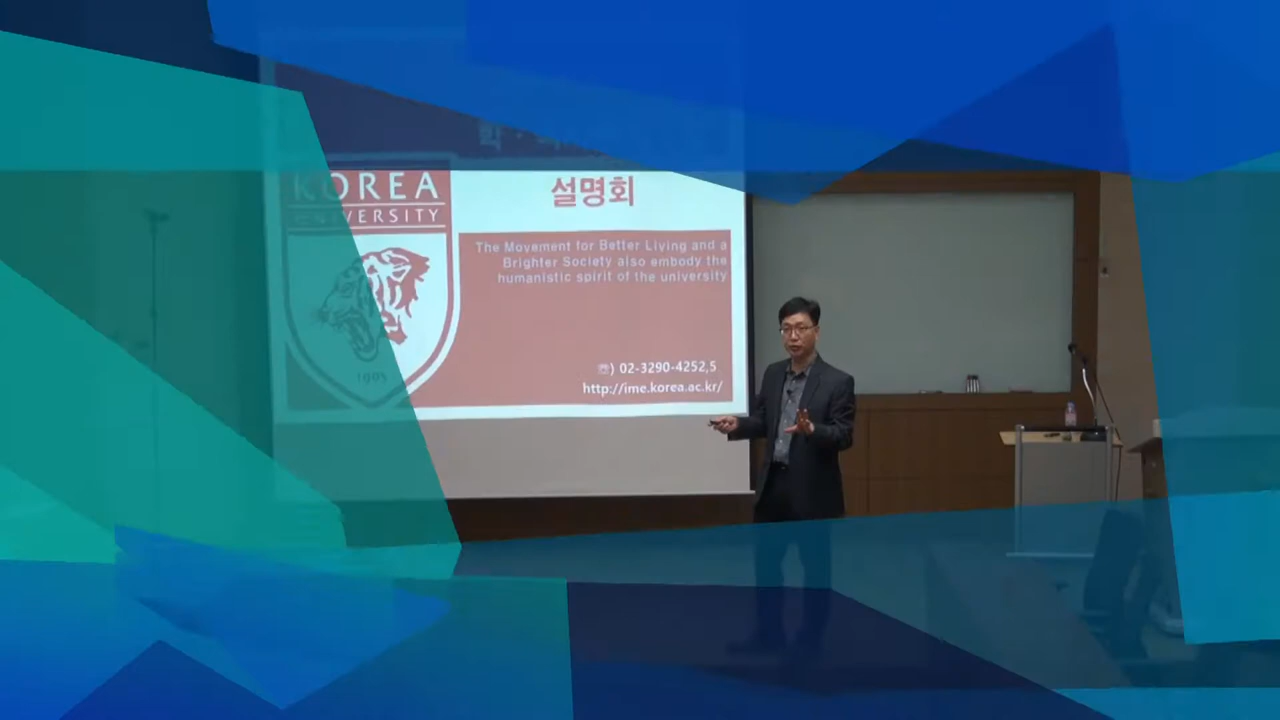 KOREA
UNIVERSITY
1905
설명회
The Movement for Better Living and a
Brighter Society also embody the
humanistic spirit of the university
☏) 02-3290-4252,5
http://ime.korea.ac.kr/